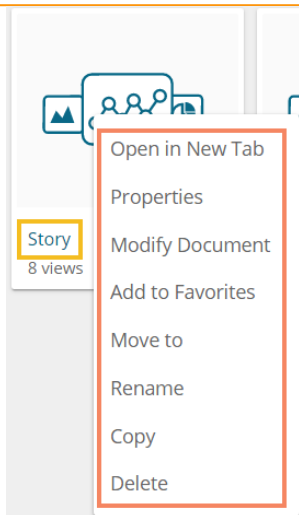 Story
8 views
Open in New Tab
Properties
Modify Document
Add to Favorites
Move to
Rename
Copy
Delete